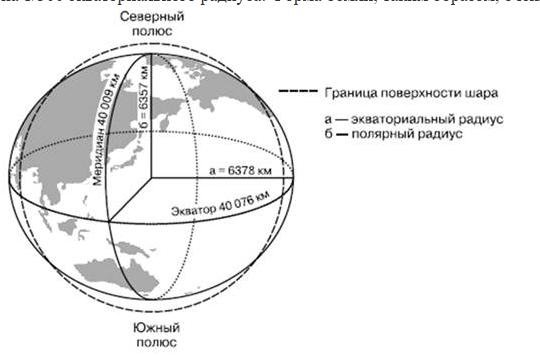 Северный
полюс
Меридиан 40 009 км
б = 6357 км
а = 6378 км
Экватор 40 076 км
Граница поверхности шара
а — экваториальный радиус
б — полярный радиус
Южный
полюс